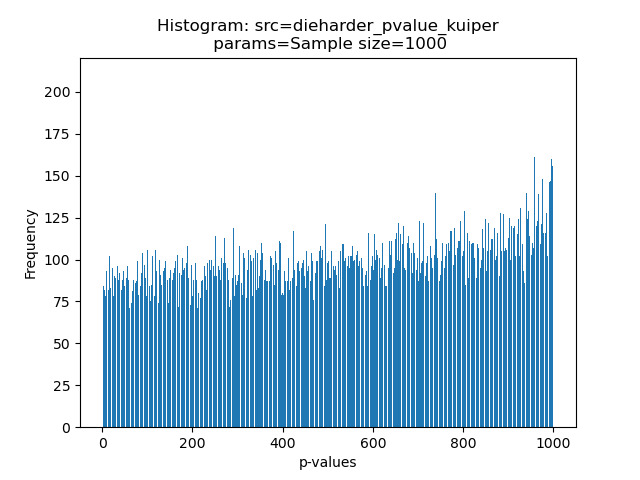 Histogram: src=dieharder_pvalue_kuiper
params=Sample size=1000
200
175
150
125
100
75
50
25
0
Frequency
0 200 400 600 800 1000
p-values